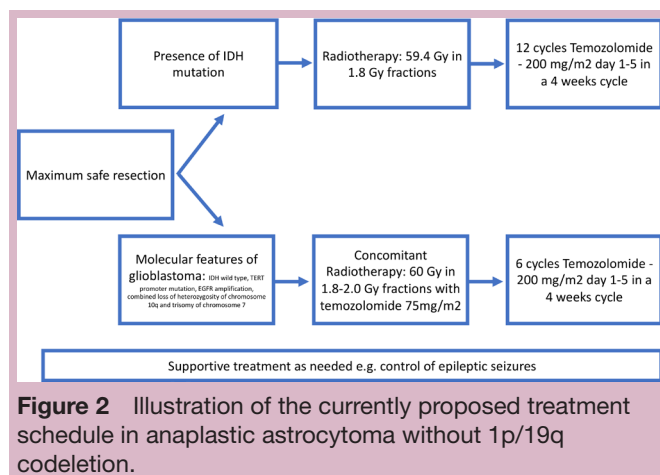 Presence of IDH
mutation
Radiotherapy: 59.4 Gy in
1.8 Gy fractions
12 cycles Temozolomide
- 200 mg/m2 day 1-5 in
a 4 weeks cycle
Maximum safe resection
Molecular features of
glioblastoma: IDH wild type, TERT
promoter mutation, EGFR amplification,
combined loss of heterozygosity of chromosome
10q and trisomy of chromosome 7
Concomitant
Radiotherapy: 60 Gy in
1.8-2.0 Gy fractions with
temozolomide 75mg/m2
6 cycles Temozolomide -
200 mg/m2 day 1-5 in a
4 weeks cycle
Supportive treatment as needed e.g. control of epileptic seizures
Figure 2 Illustration of the currently proposed treatment
schedule in anaplastic astrocytoma without 1p/19q
codeletion.